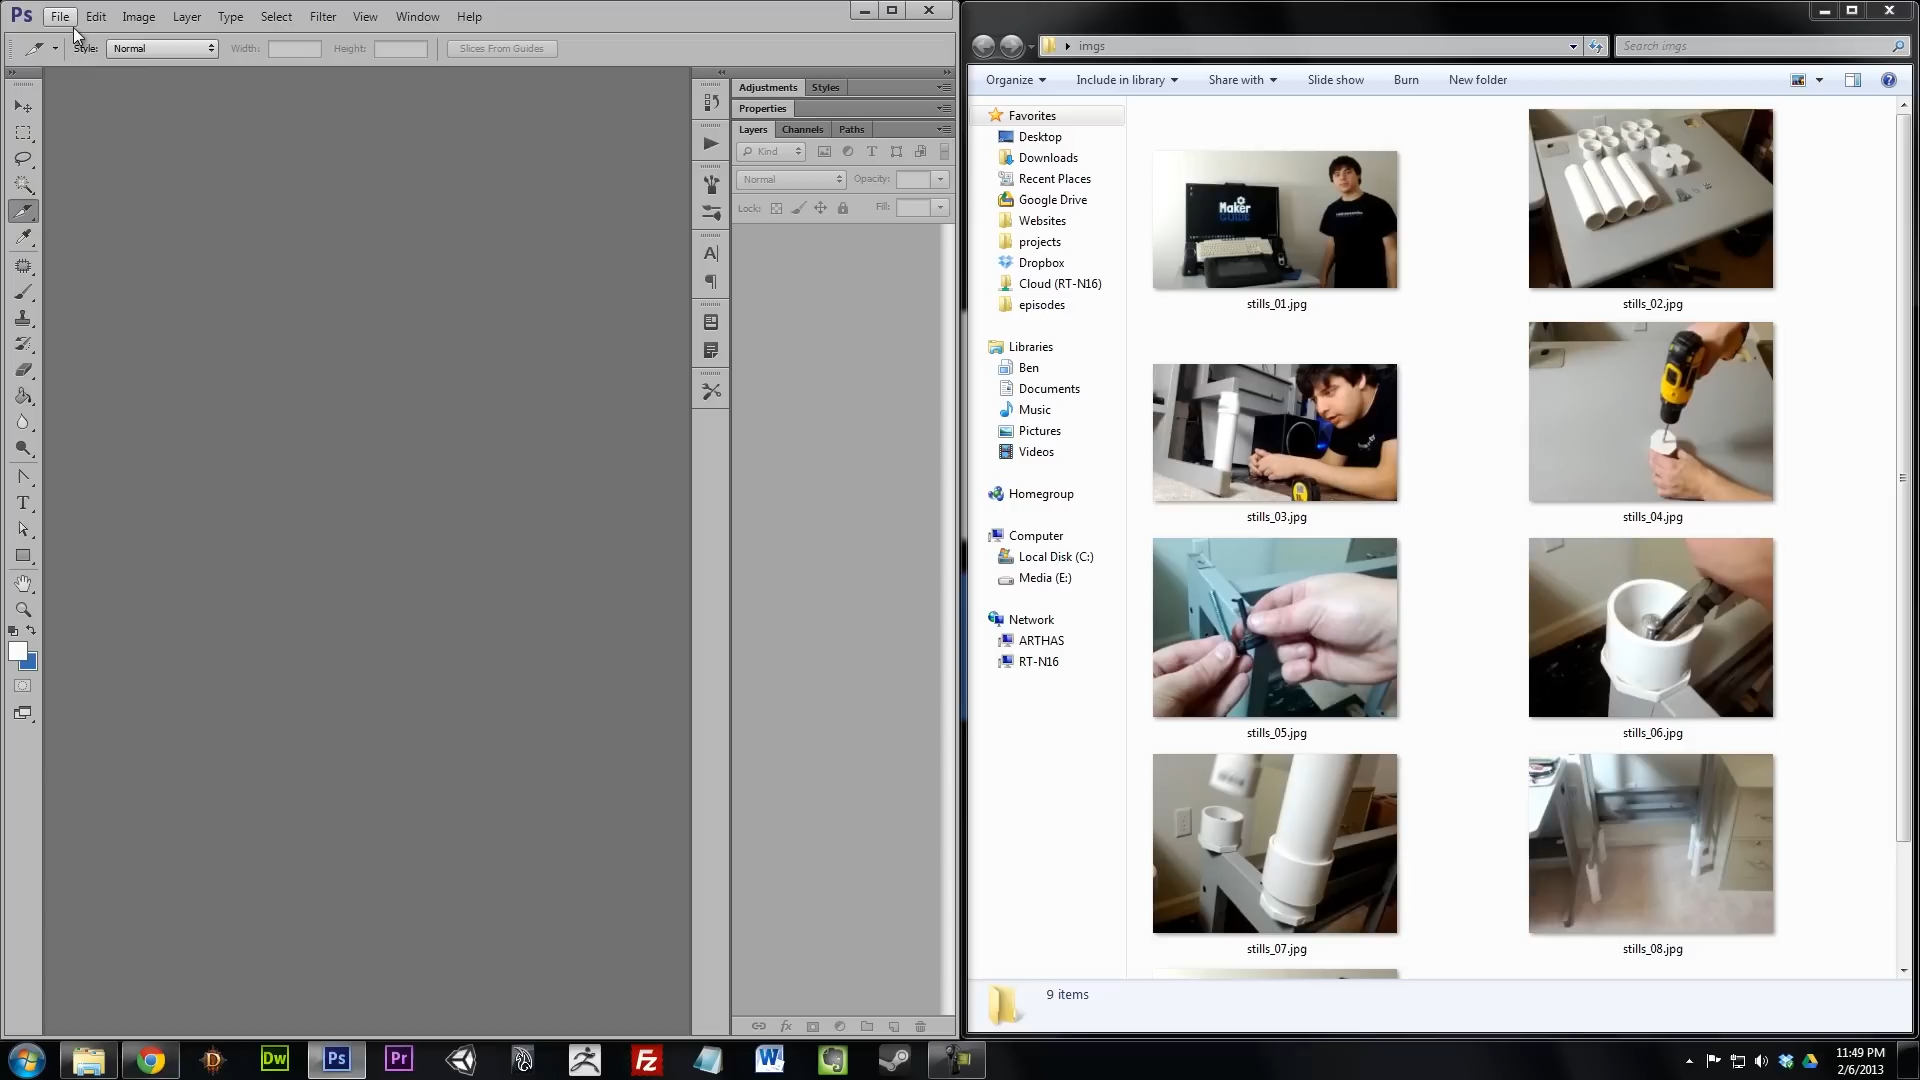 Ps File Edit Image Layer Type Select Filter View Window Help
Style: Normal Width: Height: Slices From Guides
Adjustments Styles
Properties
Layers Channels Paths
Kind
Normal Opacity:
Lock: Fill:
imgs
Search imgs
Organize Include in library Share with Slide show Burn New folder
Favorites
Desktop
Downloads
Recent Places
Google Drive
Websites
projects
Dropbox
Cloud (RT-N16)
episodes
Libraries
Ben
Documents
Music
Pictures
Videos
Homegroup
Computer
Local Disk (C:)
Media (E:)
Network
ARTHAS
RT-N16
Maker
GUIDE
stills_01.jpg
stills_02.jpg
stills_03.jpg
stills_04.jpg
stills_05.jpg
stills_06.jpg
stills_07.jpg
stills_08.jpg
9 items
Dw Ps Pr Fz W
11:49 PM
2/6/2013